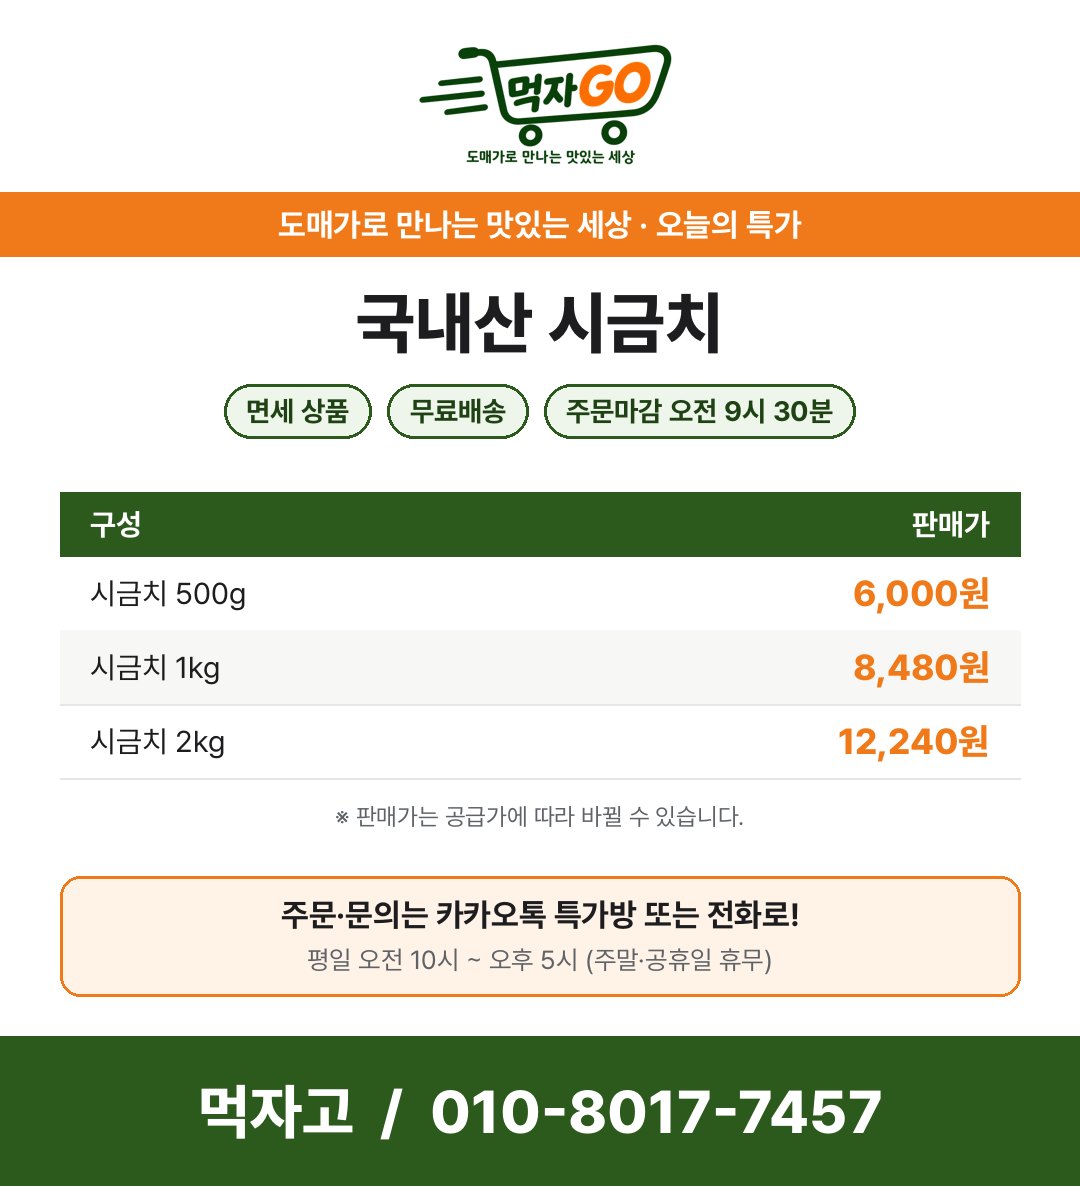 먹자GO
도매가로 만나는 맛있는 세상
도매가로 만나는 맛있는 세상 · 오늘의 특가
국내산 시금치
면세 상품 무료배송 주문마감 오전 9시 30분
구성 판매가
시금치 500g 6,000원
시금치 1kg 8,480원
시금치 2kg 12,240원
※ 판매가는 공급가에 따라 바뀔 수 있습니다.
주문·문의는 카카오톡 특가방 또는 전화로!
평일 오전 10시 ~ 오후 5시 (주말·공휴일 휴무)
먹자고 / 010-8017-7457